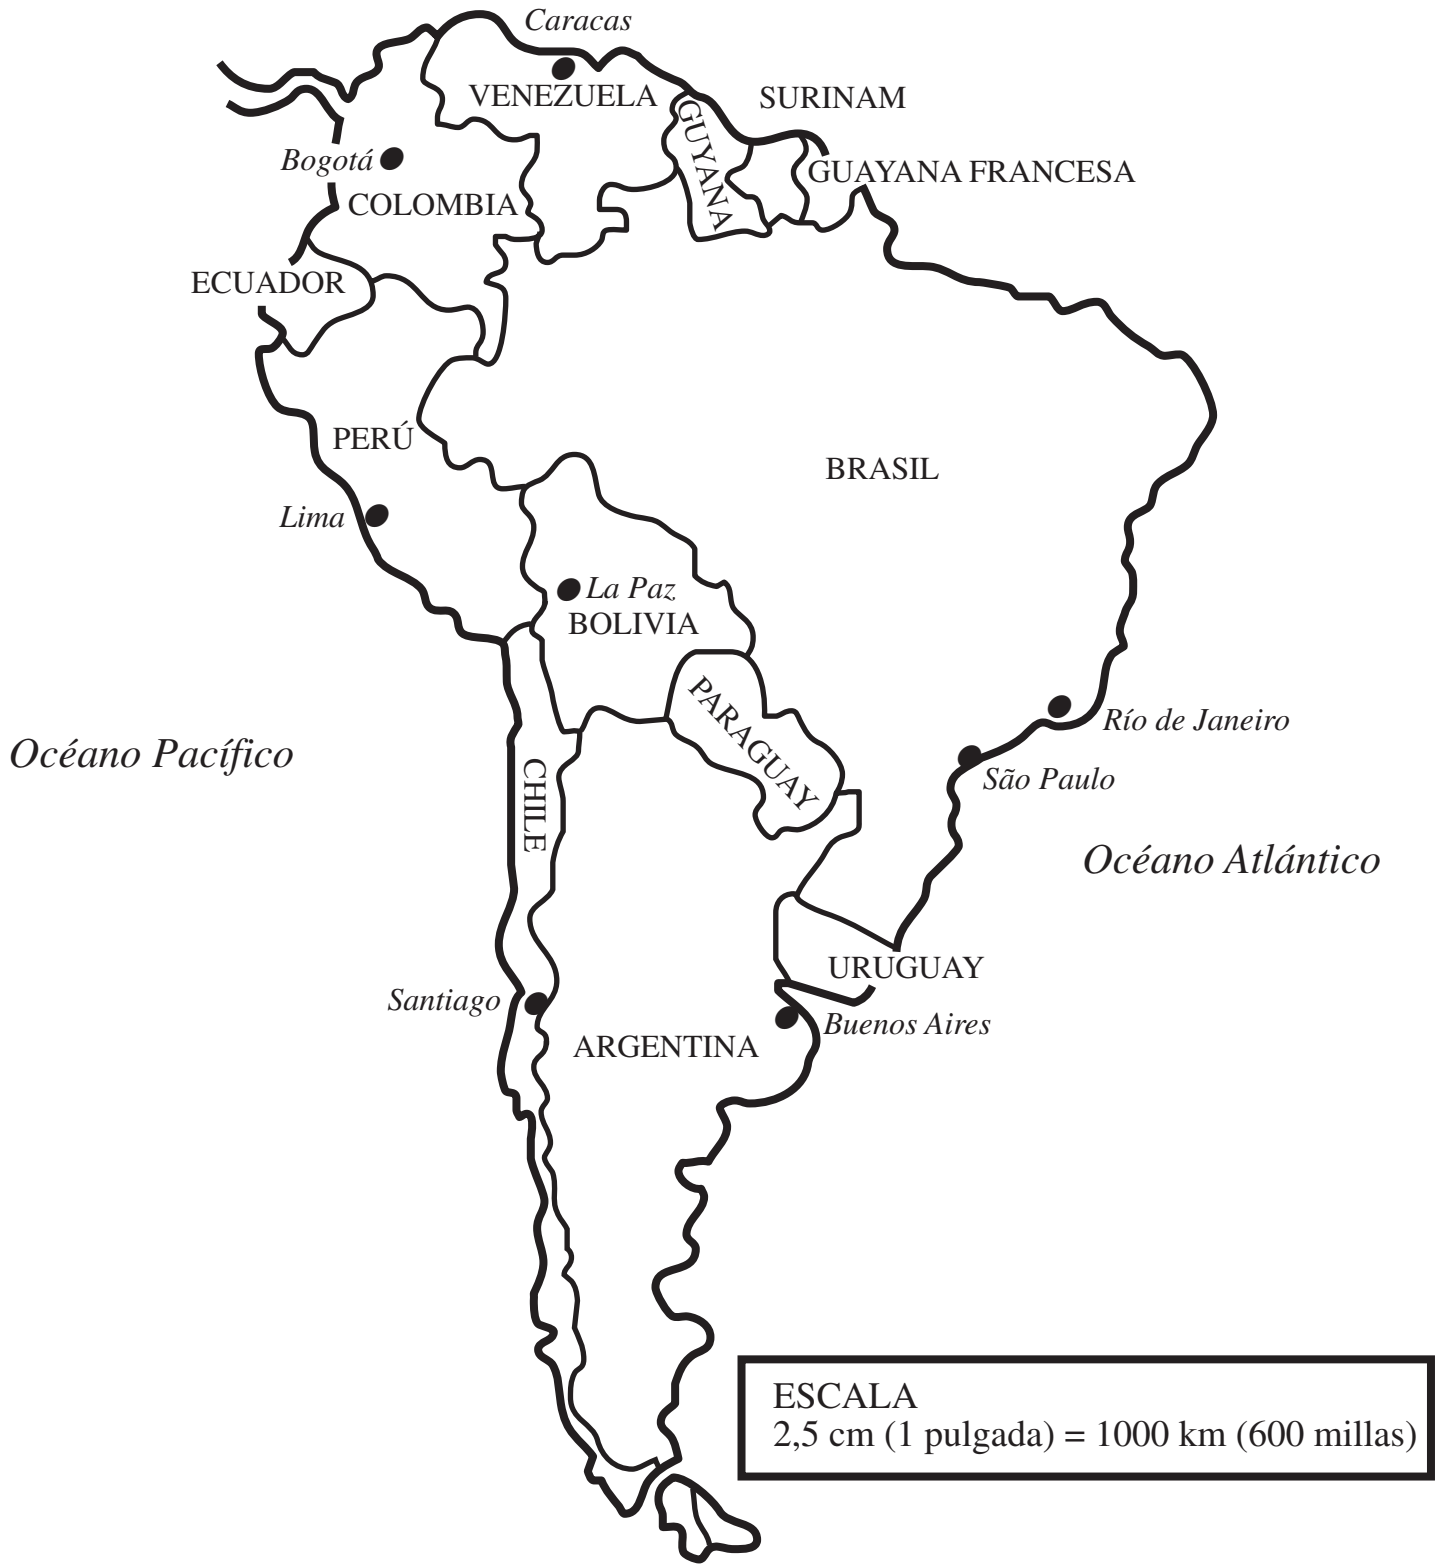 Caracas
VENEZUELA
SURINAM
GUYANA
Bogotá
GUAYANA FRANCESA
COLOMBIA
ECUADOR
PERÚ
BRASIL
Lima
La Paz
BOLIVIA
PARAGUAY
Río de Janeiro
Océano Pacífico
São Paulo
CHILE
Océano Atlántico
URUGUAY
Santiago
Buenos Aires
ARGENTINA
ESCALA
2,5 cm (1 pulgada) = 1000 km (600 millas)